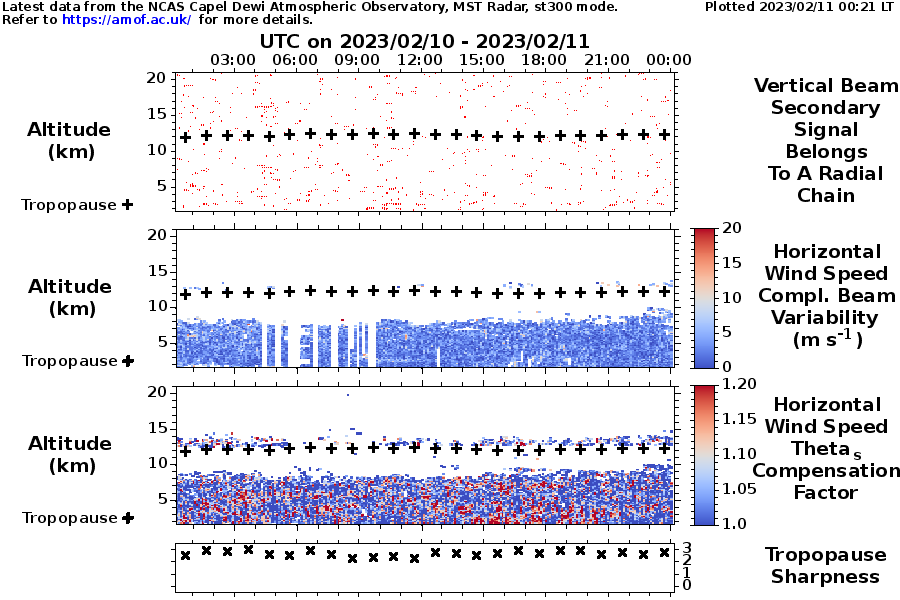 Latest data from the NCAS Capel Dewi Atmospheric Observatory, MST Radar, st300 mode.
Plotted 2023/02/11 00:21 LT
Refer to https://amof.ac.uk/ for more details.
UTC on 2023/02/10 - 2023/02/11
03:00 06:00 09:00 12:00 15:00 18:00 21:00 00:00
20
15
10
5
Altitude
(km)
Tropopause +
Vertical Beam
Secondary
Signal
Belongs
To A Radial
Chain
20
15
10
5
Altitude
(km)
Tropopause +
20
15
10
5
0
Horizontal
Wind Speed
Compl. Beam
Variability
(m s-1)
20
15
10
5
Altitude
(km)
Tropopause +
1.20
1.15
1.10
1.05
1.0
Horizontal
Wind Speed
Theta s
Compensation
Factor
3
2
1
0
Tropopause
Sharpness